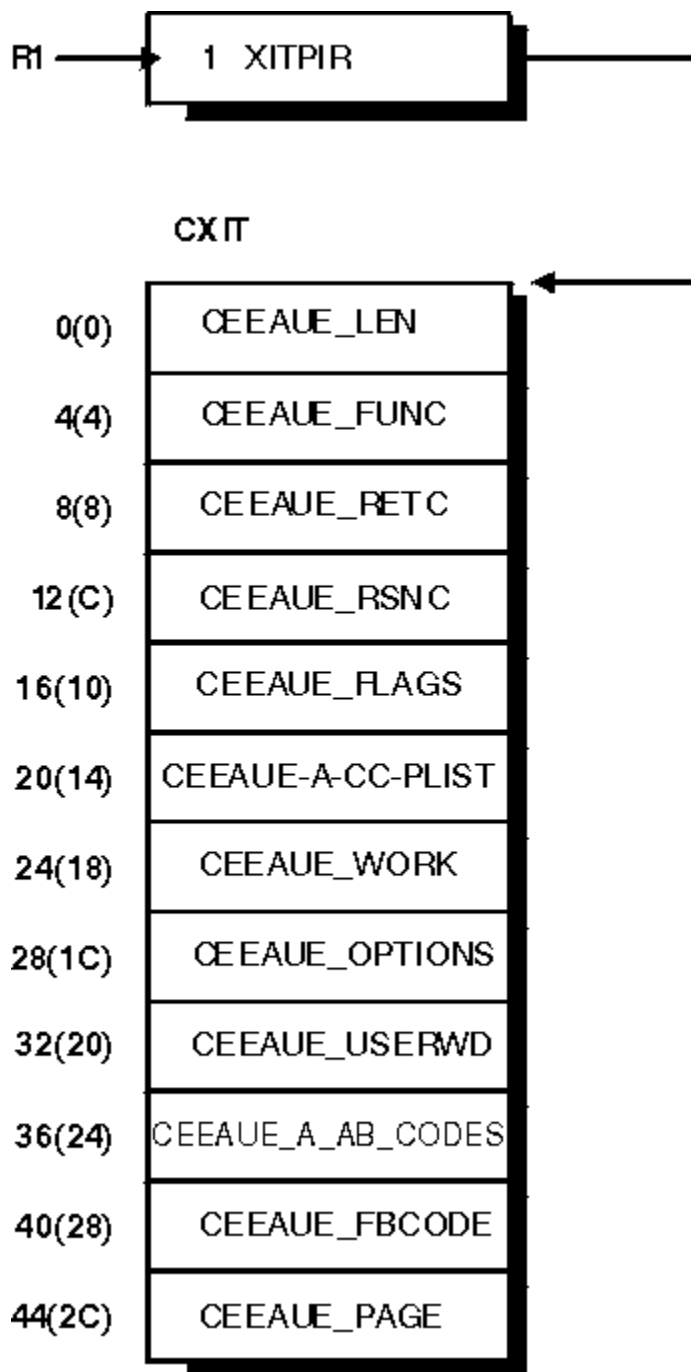 R1 1 XITPIR
CXIT
0(0) CEEAUE_LEN
4(4) CEEAUE_FUNC
8(8) CEEAUE_RETC
12(C) CEEAUE_RSNC
16(10) CEEAUE_FLAGS
20(14) CEEAUE-A-CC-PLIST
24(18) CEEAUE_WORK
28(1C) CEEAUE_OPTIONS
32(20) CEEAUE_USERWD
36(24) CEEAUE_A_AB_CODES
40(28) CEEAUE_FBCODE
44(2C) CEEAUE_PAGE